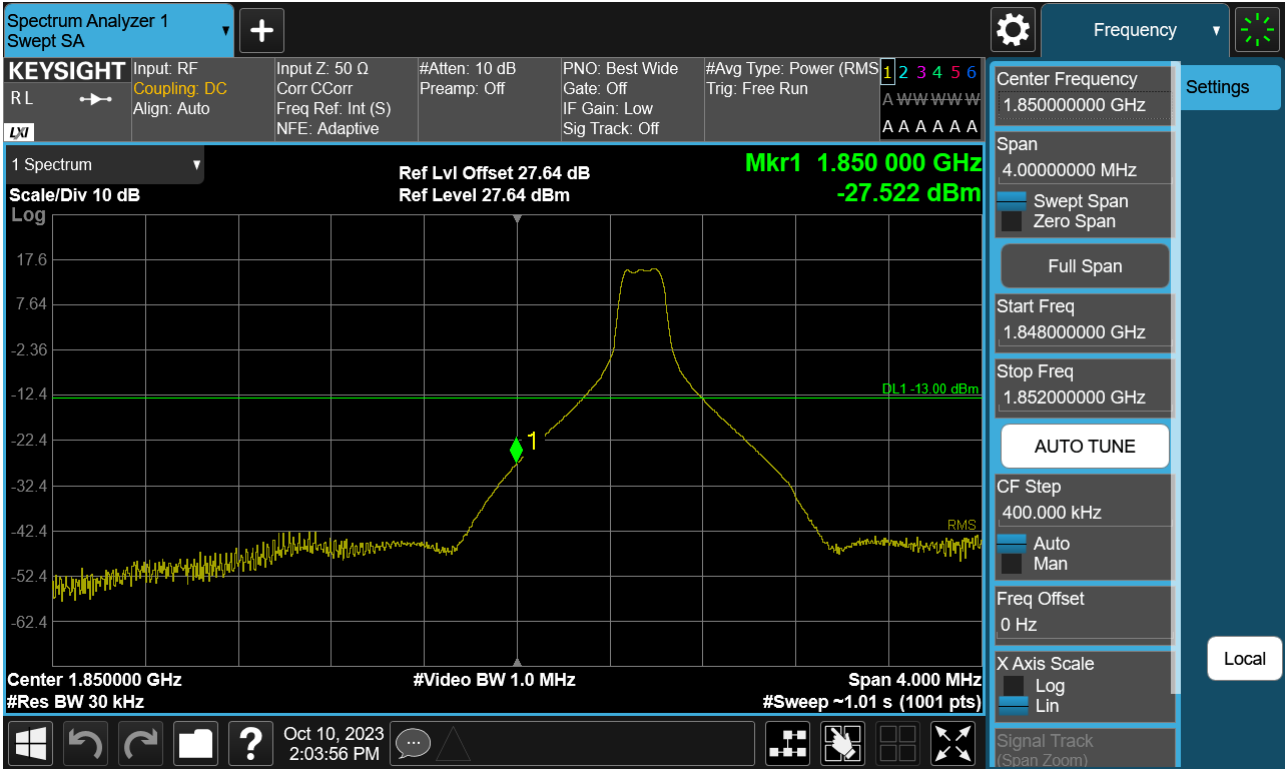 Spectrum Analyzer 1
Swept SA
Frequency
KEYSIGHT
R L
LXI
Input: RF
Coupling: DC
Align: Auto
Input Z: 50 Ω
Corr CCorr
Freq Ref: Int (S)
NFE: Adaptive
#Atten: 10 dB
Preamp: Off
PNO: Best Wide
Gate: Off
IF Gain: Low
Sig Track: Off
#Avg Type: Power (RMS
Trig: Free Run
1 2 3 4 5 6
A W W W W W
A A A A A A
1 Spectrum
Scale/Div 10 dB
Ref Lvl Offset 27.64 dB
Ref Level 27.64 dBm
Mkr1 1.850 000 GHz
-27.522 dBm
Log
17.6
7.64
-2.36
-12.4
-22.4
-32.4
-42.4
-52.4
-62.4
DL1 -13.00 dBm
1
RMS
Center 1.850000 GHz
#Video BW 1.0 MHz
Span 4.000 MHz
#Res BW 30 kHz
#Sweep ~1.01 s (1001 pts)
Center Frequency
1.850000000 GHz
Settings
Span
4.00000000 MHz
Swept Span
Zero Span
Full Span
Start Freq
1.848000000 GHz
Stop Freq
1.852000000 GHz
AUTO TUNE
CF Step
400.000 kHz
Auto
Man
Freq Offset
0 Hz
X Axis Scale
Log
Lin
Local
Signal Track
(Span Zoom)
?
Oct 10, 2023
2:03:56 PM